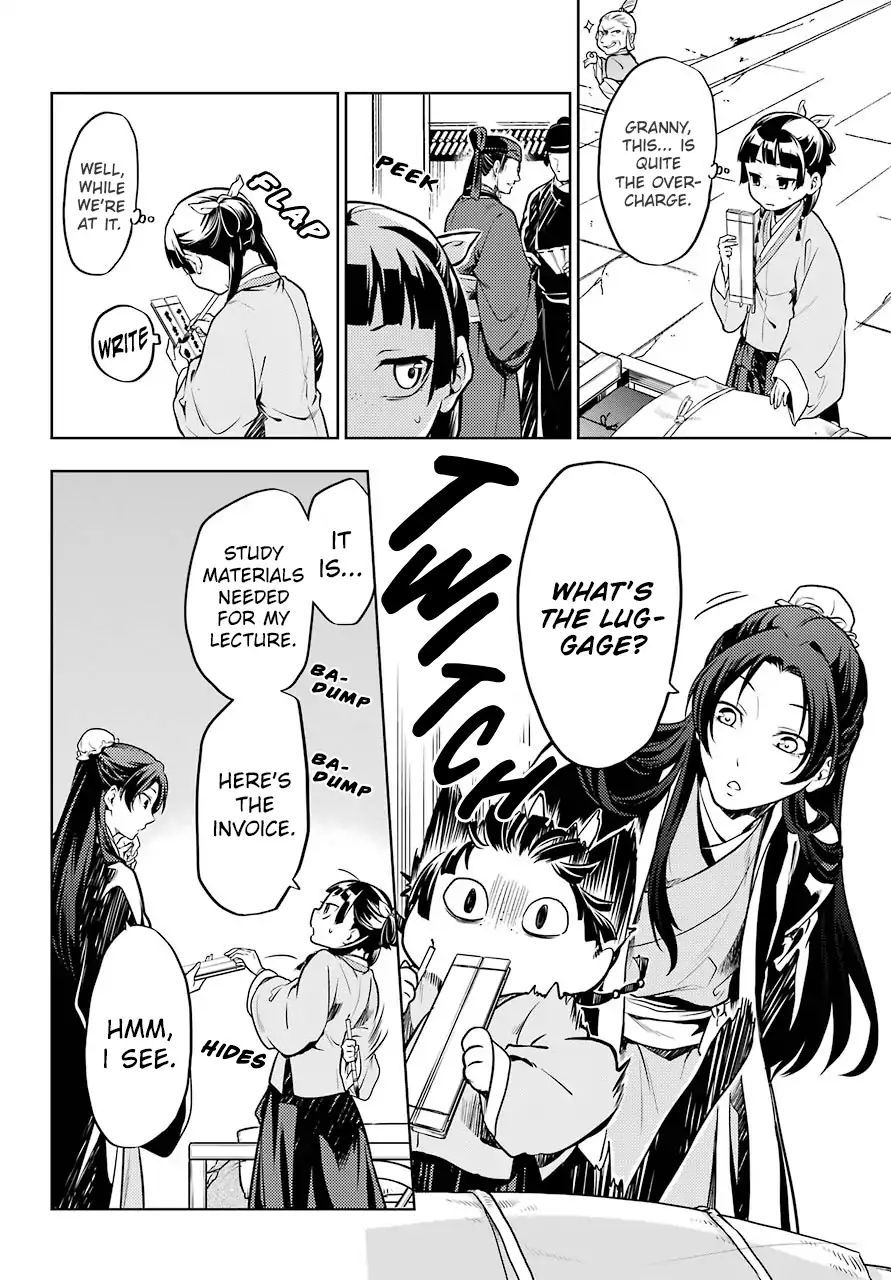 GRANNY,
THIS... IS
QUITE
THE OVER-
CHARGE.
PEEK
FLAP
WELL,
WHILE
WE'RE
AT IT.
WRITE
WHAT'S
THE LUG-
GAGE?
TWITCH
IT
IS...
STUDY
MATERIALS
NEEDED
FOR MY
LECTURE.
BA-
DUMP
BA-
DUMP
HERE'S
THE
INVOICE.
HIDES
HMM,
I SEE.